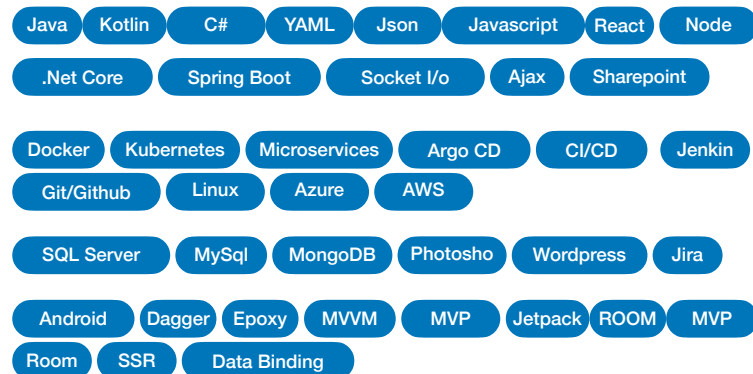 Java Kotlin C# YAML Json Javascript React Node
.Net Core Spring Boot Socket I/o Ajax Sharepoint
Docker Kubernetes Microservices Argo CD CI/CD Jenkin
Git/Github Linux Azure AWS
SQL Server MySql MongoDB Photosho Wordpress Jira
Android Dagger Epoxy MVVM MVP Jetpack ROOM MVP
Room SSR Data Binding